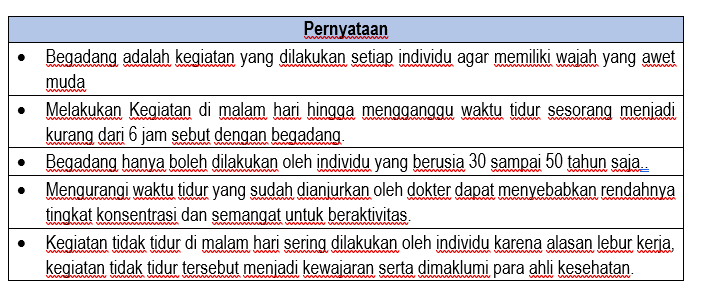 Pernyataan
• Begadang adalah kegiatan yang dilakukan setiap individu agar memiliki wajah yang awet
muda
• Melakukan Kegiatan di malam hari hingga mengganggu waktu tidur sesorang menjadi
kurang dari 6 jam sebut dengan begadang.
• Begadang hanya boleh dilakukan oleh individu yang berusia 30 sampai 50 tahun saja..
• Mengurangi waktu tidur yang sudah dianjurkan oleh dokter dapat menyebabkan rendahnya
tingkat konsentrasi dan semangat untuk beraktivitas.
• Kegiatan tidak tidur di malam hari sering dilakukan oleh individu karena alasan lebur kerja,
kegiatan tidak tidur tersebut menjadi kewajaran serta dimaklumi para ahli kesehatan.